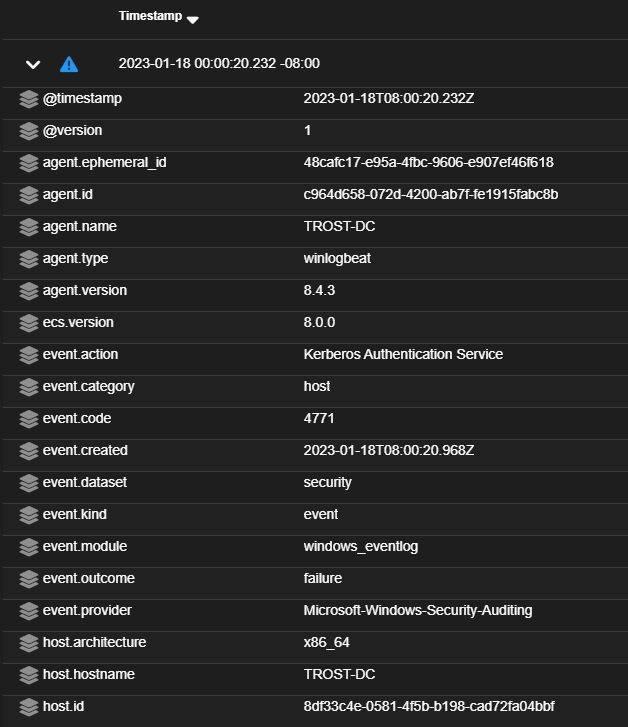 Timestamp
2023-01-18 00:00:20.232 -08:00
@timestamp 2023-01-18T08:00:20.232Z
@version 1
agent.ephemeral_id 48cafc17-e95a-4fbc-9606-e907ef46f618
agent.id c964d658-072d-4200-ab7f-fe1915fabc8b
agent.name TROST-DC
agent.type winlogbeat
agent.version 8.4.3
ecs.version 8.0.0
event.action Kerberos Authentication Service
event.category host
event.code 4771
event.created 2023-01-18T08:00:20.968Z
event.dataset security
event.kind event
event.module windows_eventlog
event.outcome failure
event.provider Microsoft-Windows-Security-Auditing
host.architecture x86_64
host.hostname TROST-DC
host.id 8df33c4e-0581-4f5b-b198-cad72fa04bbf